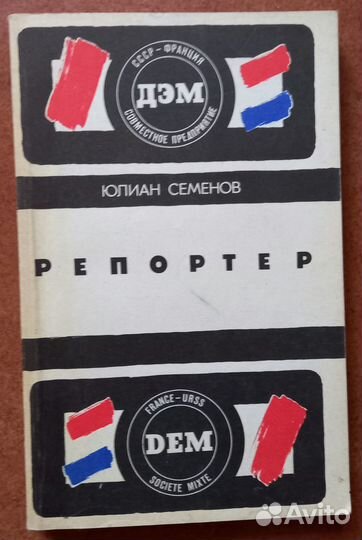 СССР-ФРАНЦИЯ
ДЭМ
СОВМЕСТНОЕ ПРЕДПРИЯТИЕ
ЮЛИАН СЕМЕНОВ
РЕПОРТЕР
FRANCE-URSS
DEM
SOCIETE MIXTE
Avito